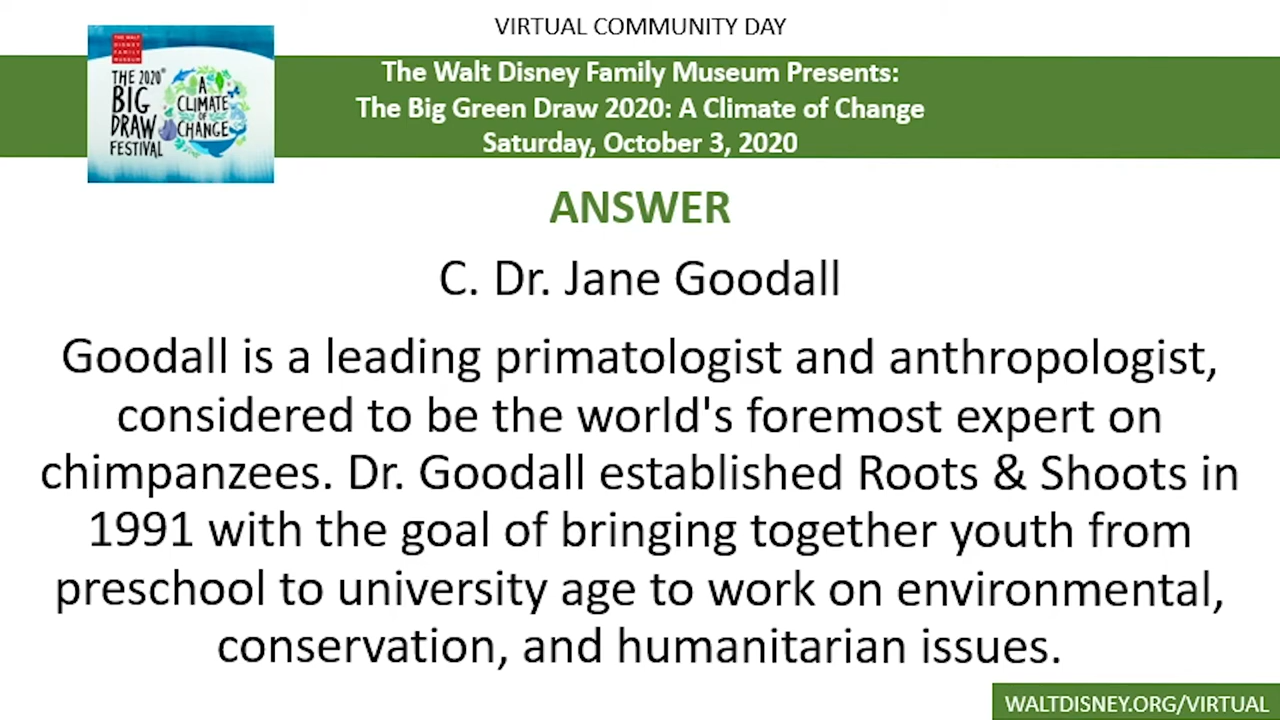 VIRTUAL COMMUNITY DAY
THE WALT
DISNEY
FAMILY
MUSEUM
THE 2020
BIG
DRAW
FESTIVAL
A
CLIMATE
OF
CHANGE
The Walt Disney Family Museum Presents:
The Big Green Draw 2020: A Climate of Change
Saturday, October 3, 2020
ANSWER
C. Dr. Jane Goodall
Goodall is a leading primatologist and anthropologist,
considered to be the world's foremost expert on
chimpanzees. Dr. Goodall established Roots & Shoots in
1991 with the goal of bringing together youth from
preschool to university age to work on environmental,
conservation, and humanitarian issues.
WALTDISNEY.ORG/VIRTUAL